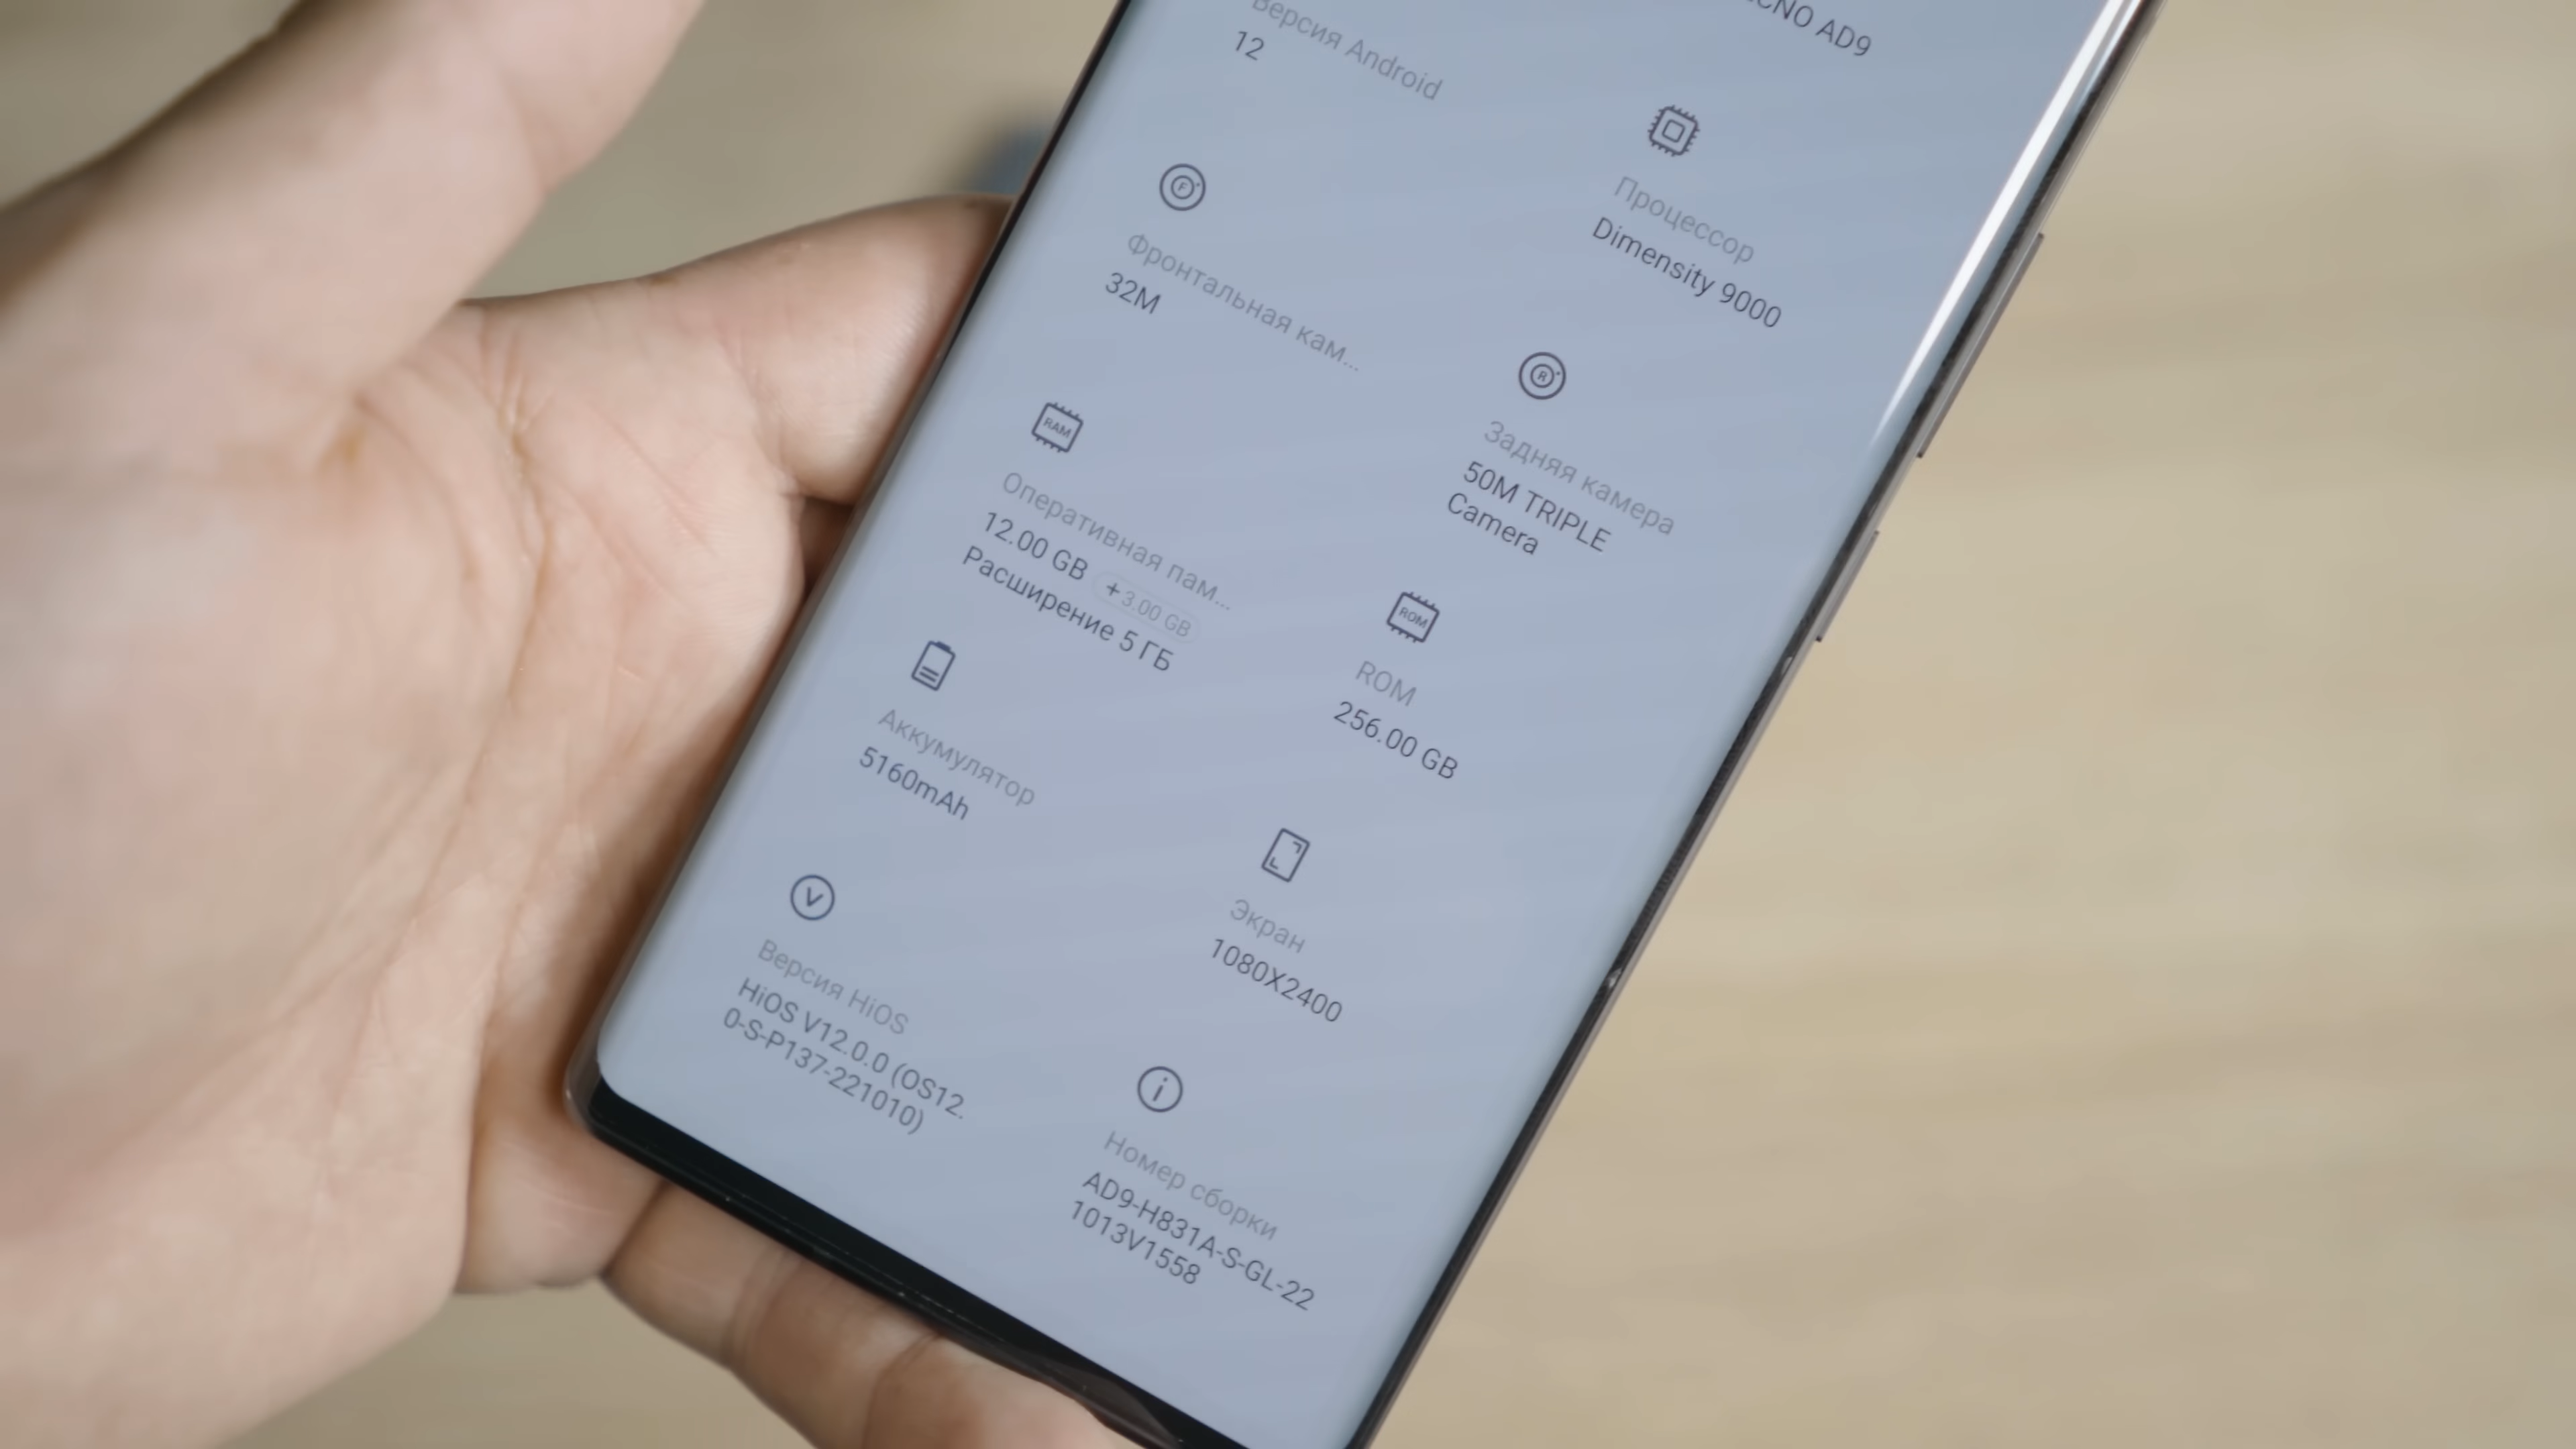 CNO AD9
Версия Android
12
Процессор
Dimensity 9000
F
Фронтальная кам...
32M
R
Задняя камера
50M TRIPLE
Camera
RAM
Оперативная пам...
12.00 GB +3.00 GB
Расширение 5 ГБ
ROM
ROM
256.00 GB
Аккумулятор
5160mAh
Экран
1080X2400
V
Версия HiOS
HiOS V12.0.0 (OS12.
0-S-P137-221010)
i
Номер сборки
AD9-H831A-S-GL-22
1013V1558